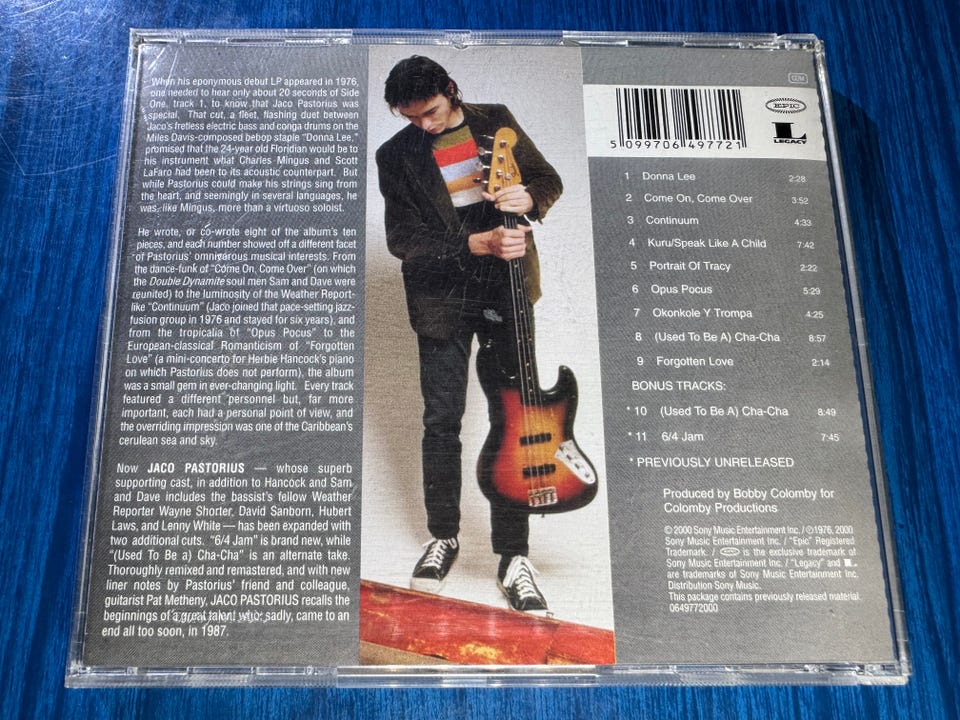 When his eponymous debut LP appeared in 1976,
one needed to hear only about 20 seconds of Side
One, track 1, to know that Jaco Pastorius was
special. That cut, a fleet, flashing duet between
Jaco's fretless electric bass and conga drums on the
Miles Davis-composed bebop staple "Donna Lee,"
promised that the 24-year old Floridian would be to
his instrument what Charles Mingus and Scott
LaFaro had been to its acoustic counterpart. But
while Pastorius could make his strings sing from
the heart, and seemingly in several languages, he
was, like Mingus, more than a virtuoso soloist.
He wrote, or co-wrote eight of the album's ten
pieces, and each number showed off a different facet
of Pastorius' omnivorous musical interests. From
the dance-funk of "Come On, Come Over" (on which
the Double Dynamite soul men Sam and Dave were
reunited) to the luminosity of the Weather Report-
like "Continuum" (Jaco joined that pace-setting jazz-
fusion group in 1976 and stayed for six years), and
from the tropicalia of "Opus Pocus" to the
European-classical Romanticism of "Forgotten
Love" (a mini-concerto for Herbie Hancock's piano
on which Pastorius does not perform), the album
was a small gem in ever-changing light. Every track
featured a different personnel but, far more
important, each had a personal point of view, and
the overriding impression was one of the Caribbean's
cerulean sea and sky.
Now JACO PASTORIUS — whose superb
supporting cast, in addition to Hancock and Sam
and Dave includes the bassist's fellow Weather
Reporter Wayne Shorter, David Sanborn, Hubert
Laws, and Lenny White — has been expanded with
two additional cuts. "6/4 Jam" is brand new, while
"(Used To Be a) Cha-Cha" is an alternate take.
Thoroughly remixed and remastered, and with new
liner notes by Pastorius' friend and colleague,
guitarist Pat Metheny, JACO PASTORIUS recalls the
beginnings of a great talent who, sadly, came to an
end all too soon, in 1987.
5 099706 497721
EPIC
L
LEGACY
1 Donna Lee 2:28
2 Come On, Come Over 3:52
3 Continuum 4:33
4 Kuru/Speak Like A Child 7:42
5 Portrait Of Tracy 2:22
6 Opus Pocus 5:29
7 Okonkole Y Trompa 4:25
8 (Used To Be A) Cha-Cha 8:57
9 Forgotten Love 2:14
BONUS TRACKS:
* 10 (Used To Be A) Cha-Cha 8:49
* 11 6/4 Jam 7:45
* PREVIOUSLY UNRELEASED
Produced by Bobby Colomby for
Colomby Productions
© 2000 Sony Music Entertainment Inc. / ℗ 1976, 2000
Sony Music Entertainment Inc. / "Epic" Registered
Trademark. / is the exclusive trademark of
Sony Music Entertainment Inc. / "Legacy" and L
are trademarks of Sony Music Entertainment Inc.
Distribution Sony Music.
This package contains previously released material.
0649772000